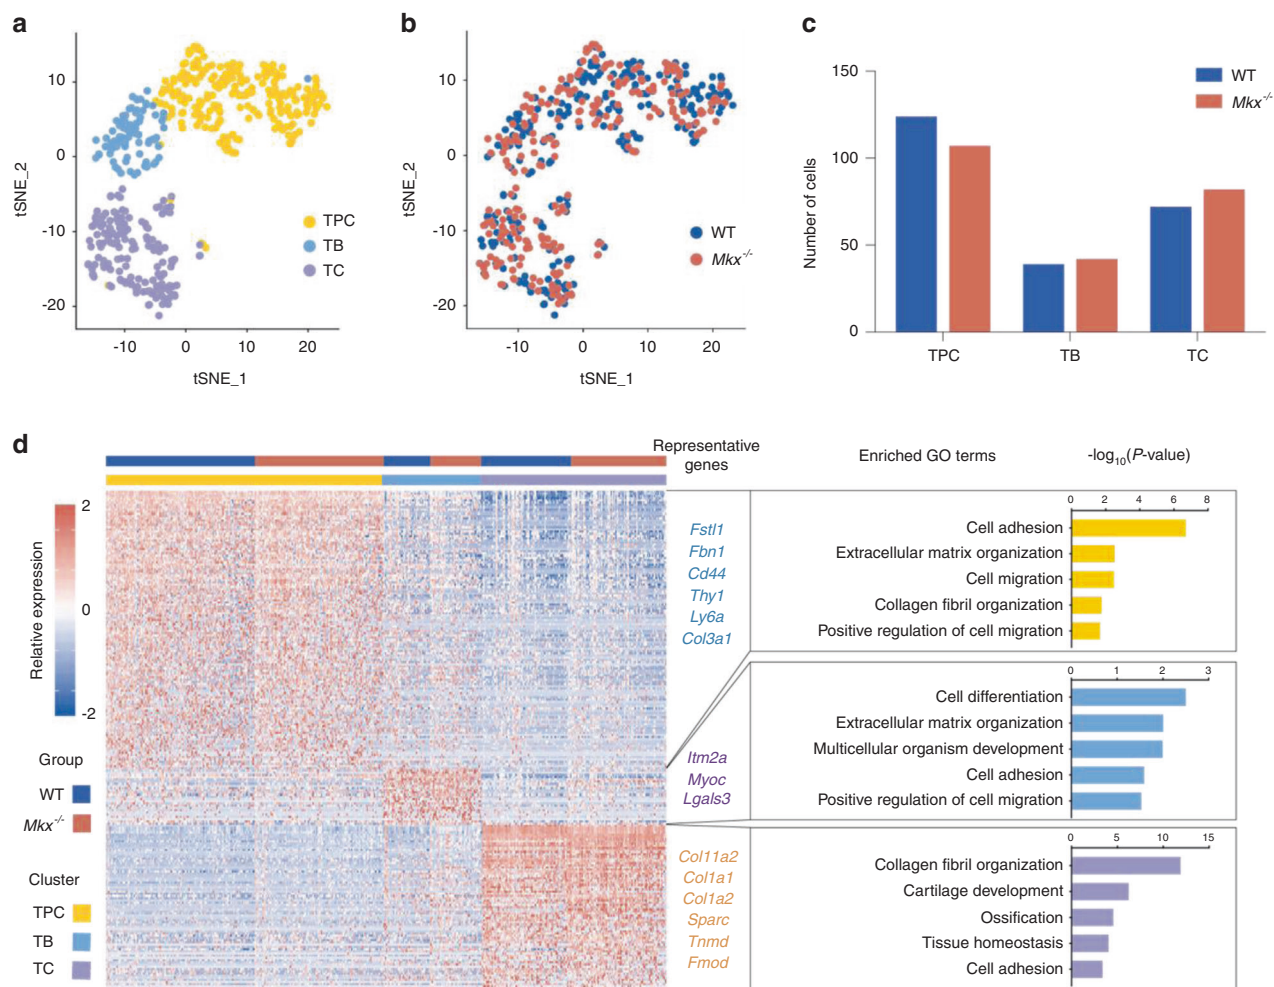 a
10
0
-10
-20
tSNE_2
-10
0
10
20
tSNE_1
TPC
TB
TC
b
10
0
-10
-20
tSNE_2
-10
0
10
20
tSNE_1
WT
Mkx-/-
c
150
100
50
0
Number of cells
TPC
TB
TC
WT
Mkx-/-
d
Relative expression
2
0
-2
Group
WT
Mkx-/-
Cluster
TPC
TB
TC
Representative
genes
Fstl1
Fbn1
Cd44
Thy1
Ly6a
Col3a1
Itm2a
Myoc
Lgals3
Col11a2
Col1a1
Col1a2
Sparc
Tnmd
Fmod
Enriched GO terms
-log10(P-value)
0 2 4 6 8
Cell adhesion
Extracellular matrix organization
Cell migration
Collagen fibril organization
Positive regulation of cell migration
0 1 2 3
Cell differentiation
Extracellular matrix organization
Multicellular organism development
Cell adhesion
Positive regulation of cell migration
0 5 10 15
Collagen fibril organization
Cartilage development
Ossification
Tissue homeostasis
Cell adhesion